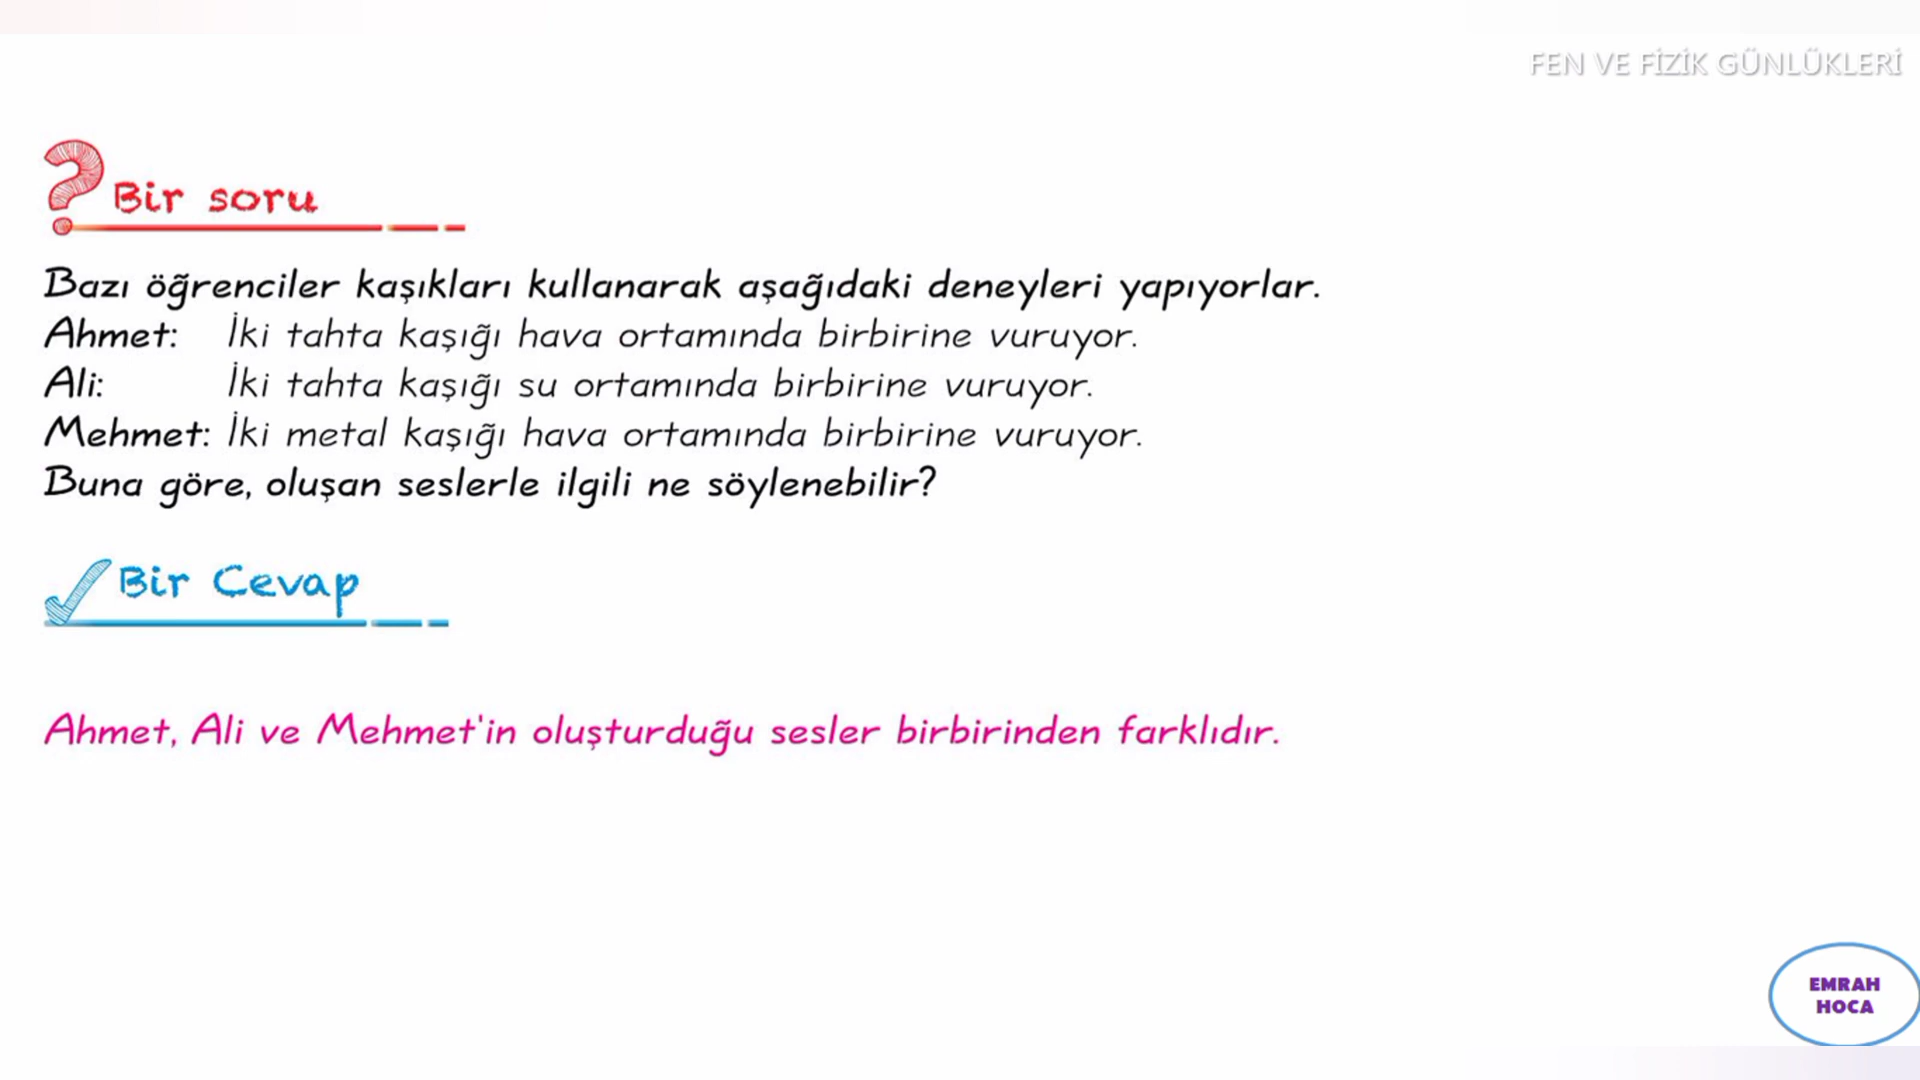 FEN VE FİZİK GÜNLÜKLERİ
? Bir soru
Bazı öğrenciler kaşıkları kullanarak aşağıdaki deneyleri yapıyorlar.
Ahmet: İki tahta kaşığı hava ortamında birbirine vuruyor.
Ali: İki tahta kaşığı su ortamında birbirine vuruyor.
Mehmet: İki metal kaşığı hava ortamında birbirine vuruyor.
Buna göre, oluşan seslerle ilgili ne söylenebilir?
Bir Cevap
Ahmet, Ali ve Mehmet'in oluşturduğu sesler birbirinden farklıdır.
EMRAH
HOCA